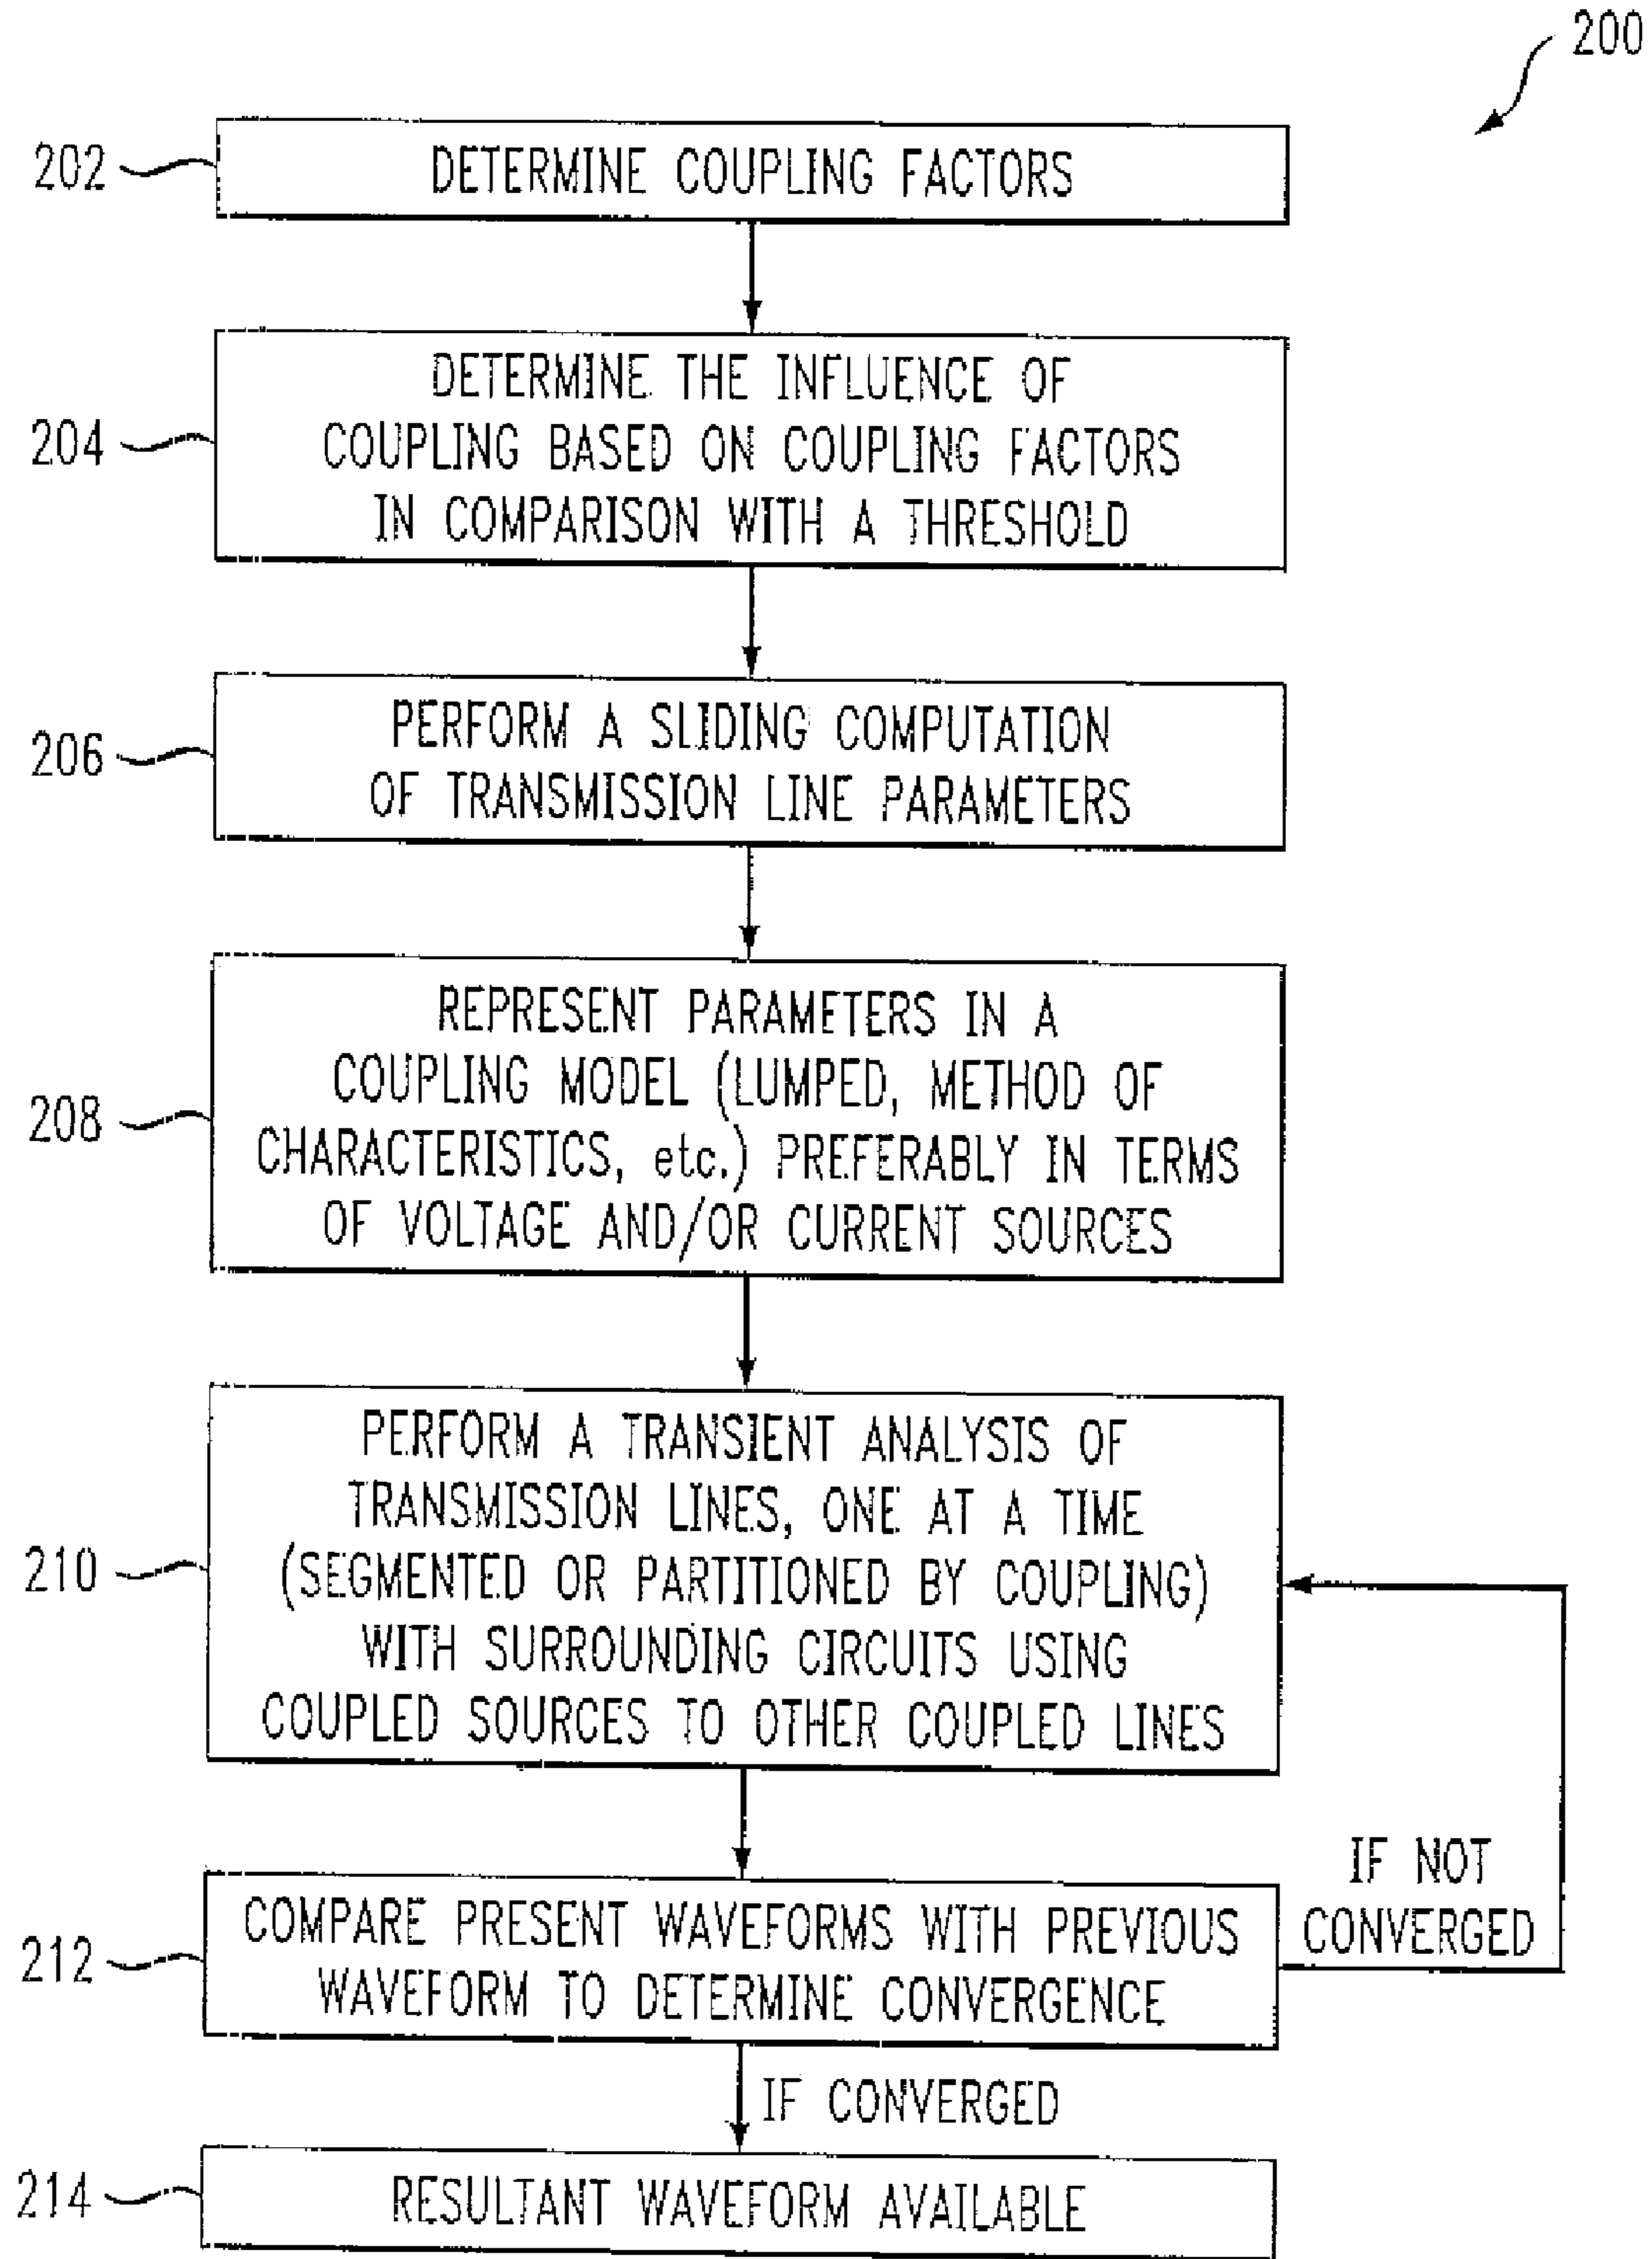 200
202
DETERMINE COUPLING FACTORS
204
DETERMINE THE INFLUENCE OF
COUPLING BASED ON COUPLING FACTORS
IN COMPARISON WITH A THRESHOLD
206
PERFORM A SLIDING COMPUTATION
OF TRANSMISSION LINE PARAMETERS
208
REPRESENT PARAMETERS IN A
COUPLING MODEL (LUMPED, METHOD OF
CHARACTERISTICS, etc.) PREFERABLY IN TERMS
OF VOLTAGE AND/OR CURRENT SOURCES
210
PERFORM A TRANSIENT ANALYSIS OF
TRANSMISSION LINES, ONE AT A TIME
(SEGMENTED OR PARTITIONED BY COUPLING)
WITH SURROUNDING CIRCUITS USING
COUPLED SOURCES TO OTHER COUPLED LINES
212
COMPARE PRESENT WAVEFORMS WITH PREVIOUS
WAVEFORM TO DETERMINE CONVERGENCE
IF NOT
CONVERGED
IF CONVERGED
214
RESULTANT WAVEFORM AVAILABLE